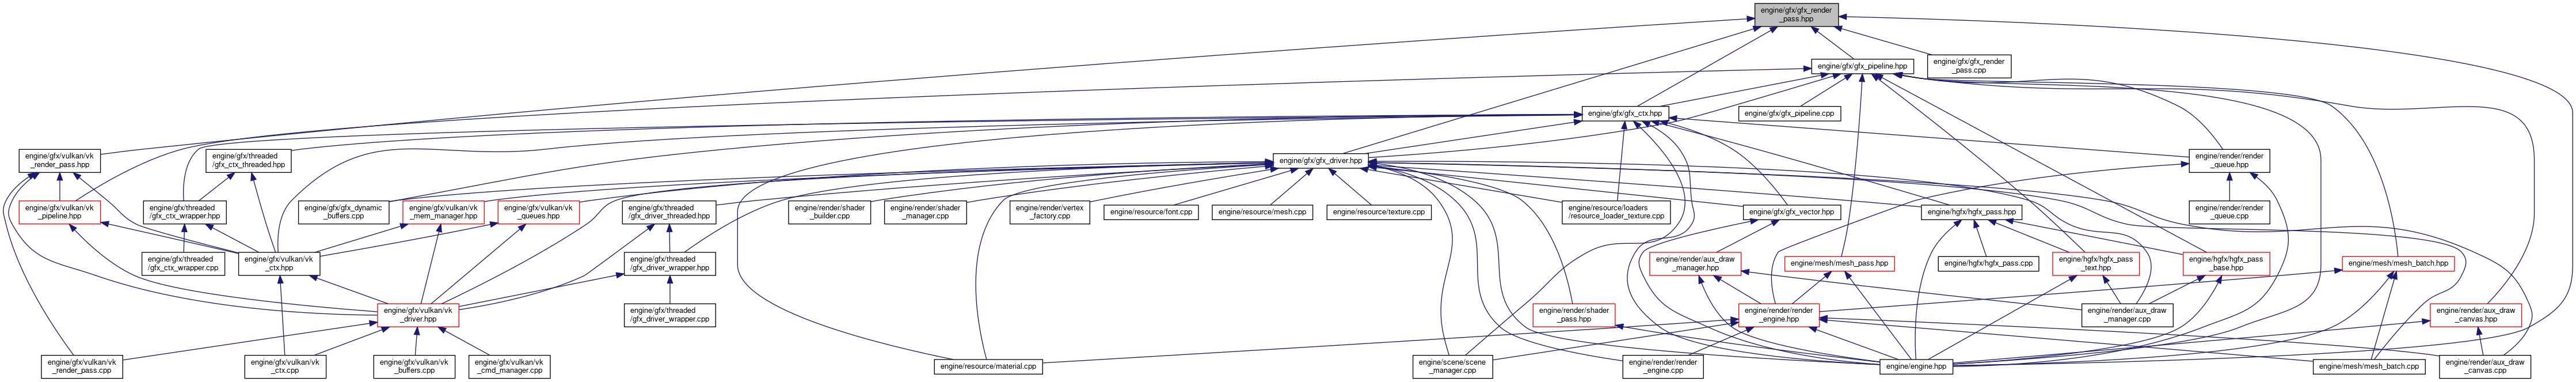 engine/gfx/gfx_render
_pass.hpp
engine/gfx/gfx_pipeline.hpp
engine/gfx/gfx_render
_pass.cpp
engine/gfx/gfx_ctx.hpp
engine/gfx/gfx_pipeline.cpp
engine/gfx/vulkan/vk
_render_pass.hpp
engine/gfx/threaded
/gfx_ctx_threaded.hpp
engine/gfx/gfx_driver.hpp
engine/render/render
_queue.hpp
engine/gfx/vulkan/vk
_pipeline.hpp
engine/gfx/threaded
/gfx_ctx_wrapper.hpp
engine/gfx/gfx_dynamic
_buffers.cpp
engine/gfx/vulkan/vk
_mem_manager.hpp
engine/gfx/vulkan/vk
_queues.hpp
engine/gfx/threaded
/gfx_driver_threaded.hpp
engine/render/shader
_builder.cpp
engine/render/shader
_manager.cpp
engine/render/vertex
_factory.cpp
engine/resource/font.cpp
engine/resource/mesh.cpp
engine/resource/texture.cpp
engine/resource/loaders
/resource_loader_texture.cpp
engine/gfx/gfx_vector.hpp
engine/hgfx/hgfx_pass.hpp
engine/render/render
_queue.cpp
engine/gfx/threaded
/gfx_ctx_wrapper.cpp
engine/gfx/vulkan/vk
_ctx.hpp
engine/gfx/threaded
/gfx_driver_wrapper.hpp
engine/render/aux_draw
_manager.hpp
engine/mesh/mesh_pass.hpp
engine/hgfx/hgfx_pass.cpp
engine/hgfx/hgfx_pass
_text.hpp
engine/hgfx/hgfx_pass
_base.hpp
engine/mesh/mesh_batch.hpp
engine/gfx/vulkan/vk
_driver.hpp
engine/gfx/threaded
/gfx_driver_wrapper.cpp
engine/render/shader
_pass.hpp
engine/render/render
_engine.hpp
engine/render/aux_draw
_manager.cpp
engine/render/aux_draw
_canvas.hpp
engine/gfx/vulkan/vk
_render_pass.cpp
engine/gfx/vulkan/vk
_ctx.cpp
engine/gfx/vulkan/vk
_buffers.cpp
engine/gfx/vulkan/vk
_cmd_manager.cpp
engine/resource/material.cpp
engine/scene/scene
_manager.cpp
engine/render/render
_engine.cpp
engine/engine.hpp
engine/mesh/mesh_batch.cpp
engine/render/aux_draw
_canvas.cpp